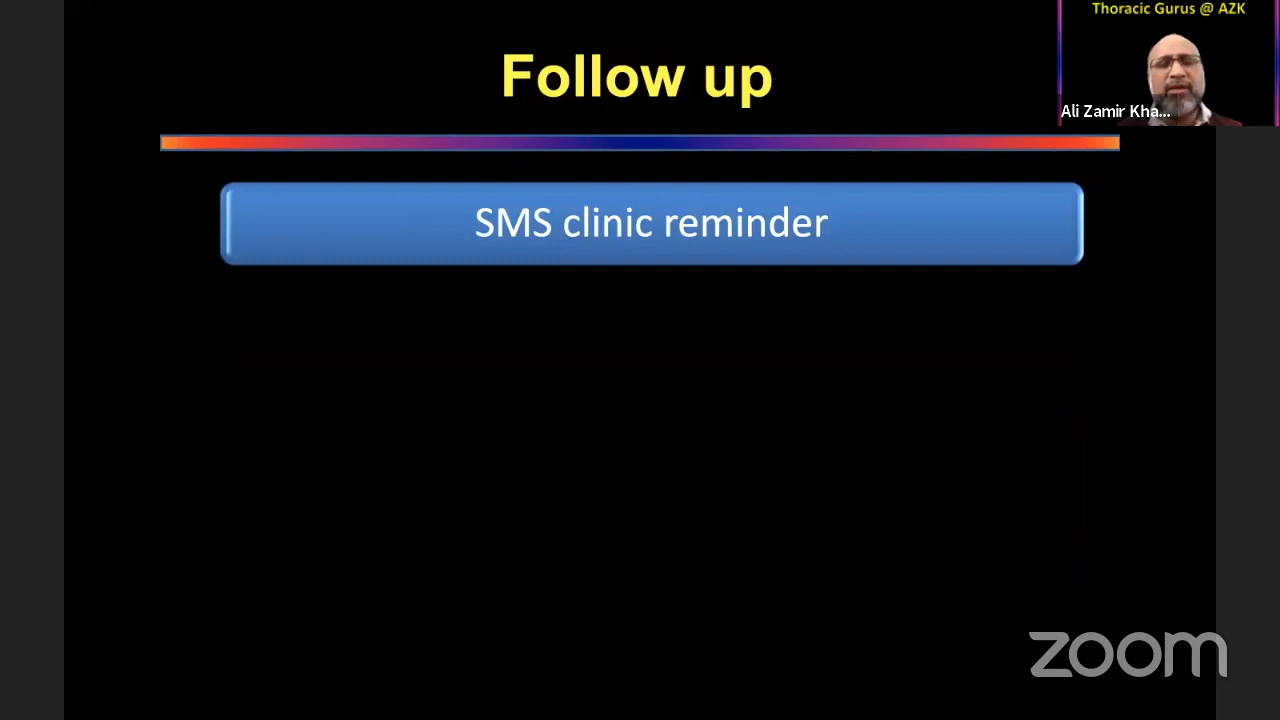 Thoracic Gurus @ AZK
Follow up
Ali Zamir Kha...
SMS clinic reminder
zoom